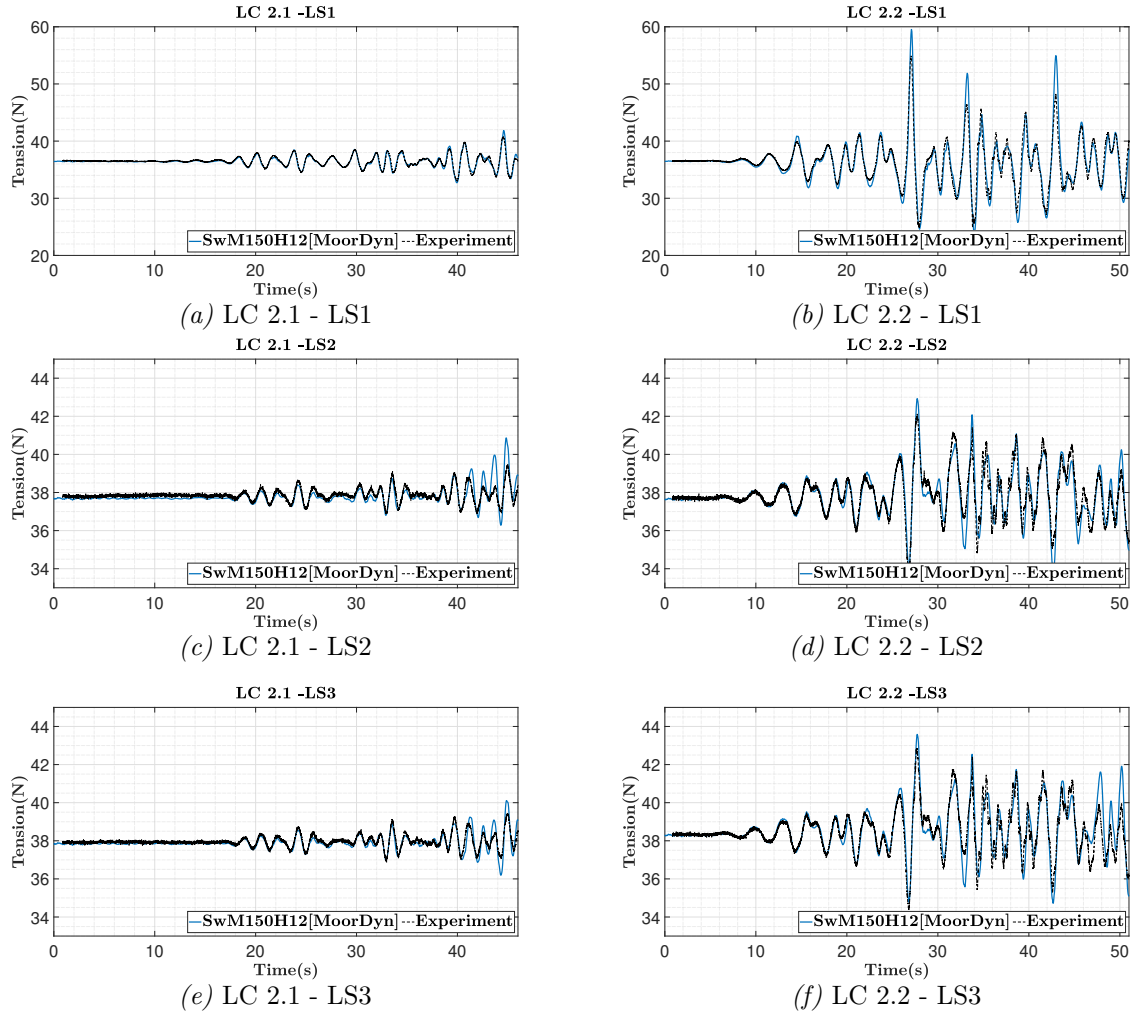 LC 2.1 -LS1
60
50
40
30
20
Tension(N)
SwM150H12[MoorDyn] Experiment
0 10 20 30 40
Time(s)
(a) LC 2.1 - LS1
LC 2.2 -LS1
60
50
40
30
20
Tension(N)
SwM150H12[MoorDyn] Experiment
0 10 20 30 40 50
Time(s)
(b) LC 2.2 - LS1
LC 2.1 -LS2
44
42
40
38
36
34
Tension(N)
SwM150H12[MoorDyn] Experiment
0 10 20 30 40
Time(s)
(c) LC 2.1 - LS2
LC 2.2 -LS2
44
42
40
38
36
34
Tension(N)
SwM150H12[MoorDyn] Experiment
0 10 20 30 40 50
Time(s)
(d) LC 2.2 - LS2
LC 2.1 -LS3
44
42
40
38
36
34
Tension(N)
SwM150H12[MoorDyn] Experiment
0 10 20 30 40
Time(s)
(e) LC 2.1 - LS3
LC 2.2 -LS3
44
42
40
38
36
34
Tension(N)
SwM150H12[MoorDyn] Experiment
0 10 20 30 40 50
Time(s)
(f) LC 2.2 - LS3